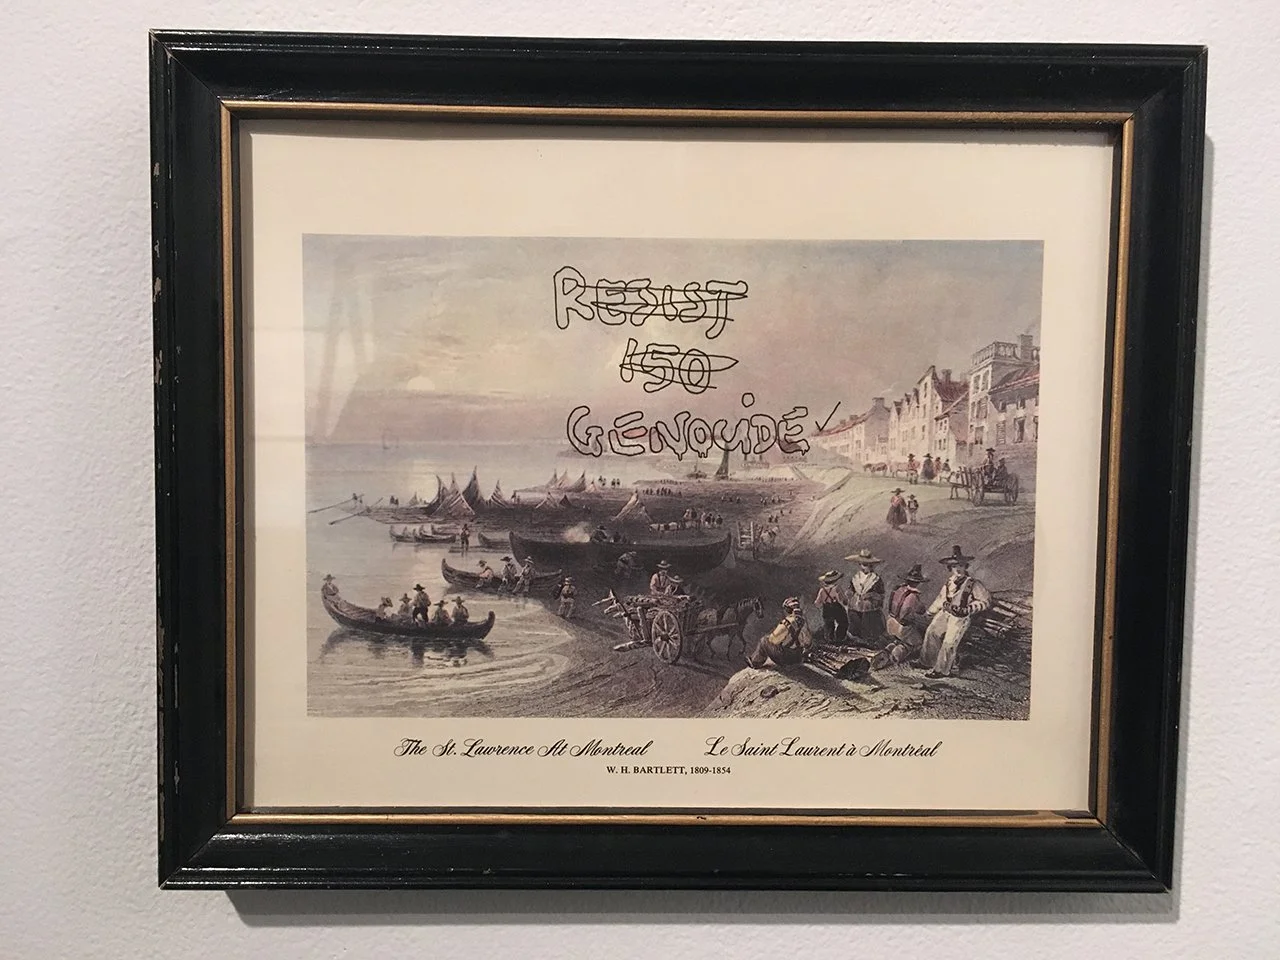 RESIST
150
GENOCIDE
The St. Lawrence At Montreal
Le Saint Laurent à Montréal
W. H. BARTLETT, 1809-1854